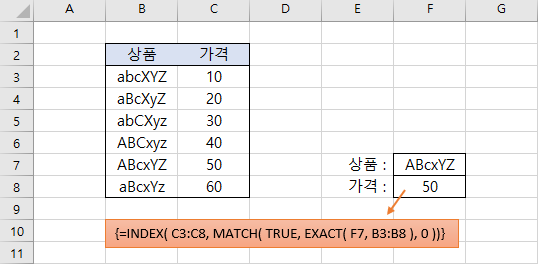 A B C D E F G
1
2 상품 가격
3 abcXYZ 10
4 aBcXyZ 20
5 abCXyz 30
6 ABCxyz 40
7 ABcxYZ 50 상품 : ABcxYZ
8 aBcxYz 60 가격 : 50
9
10 {=INDEX( C3:C8, MATCH( TRUE, EXACT( F7, B3:B8 ), 0 ))}
11